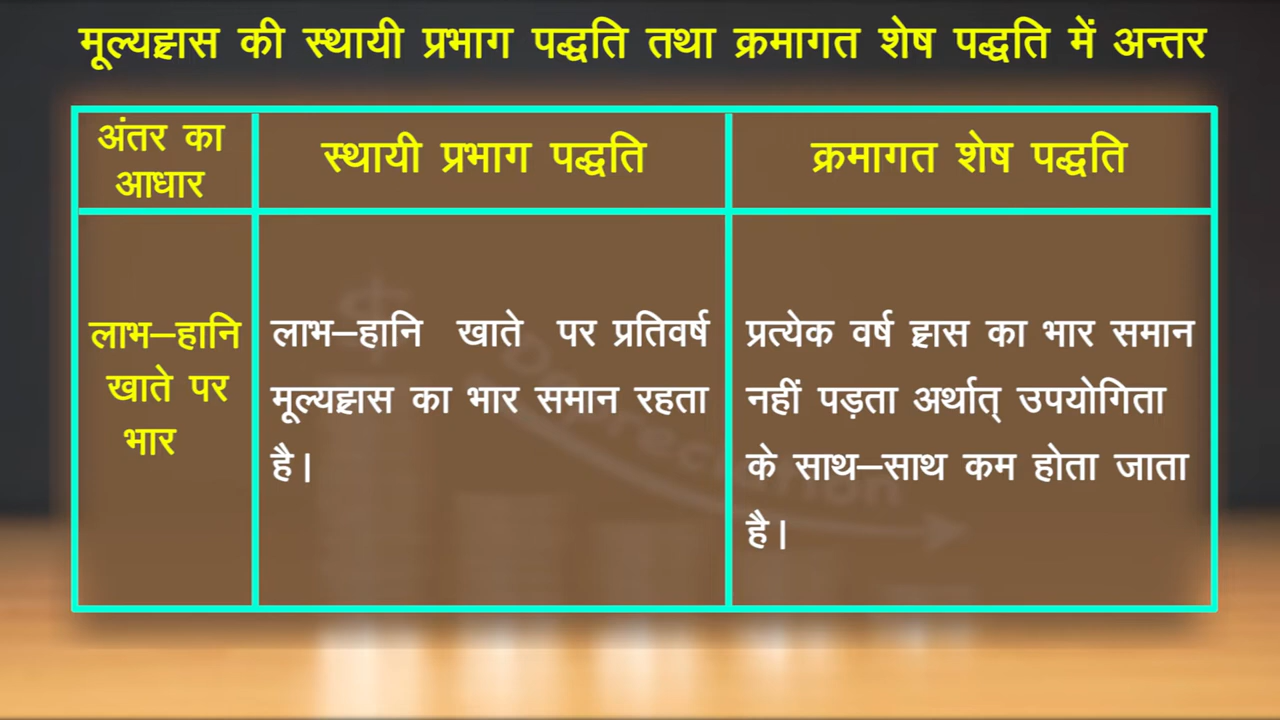 मूल्यह्रास की स्थायी प्रभाग पद्धति तथा क्रमागत शेष पद्धति में अन्तर
अंतर का
आधार
स्थायी प्रभाग पद्धति
क्रमागत शेष पद्धति
लाभ–हानि
खाते पर
भार
लाभ–हानि खाते पर प्रतिवर्ष
मूल्यह्रास का भार समान रहता
है।
प्रत्येक वर्ष ह्रास का भार समान
नहीं पड़ता अर्थात् उपयोगिता
के साथ–साथ कम होता जाता
है।
Depreciation